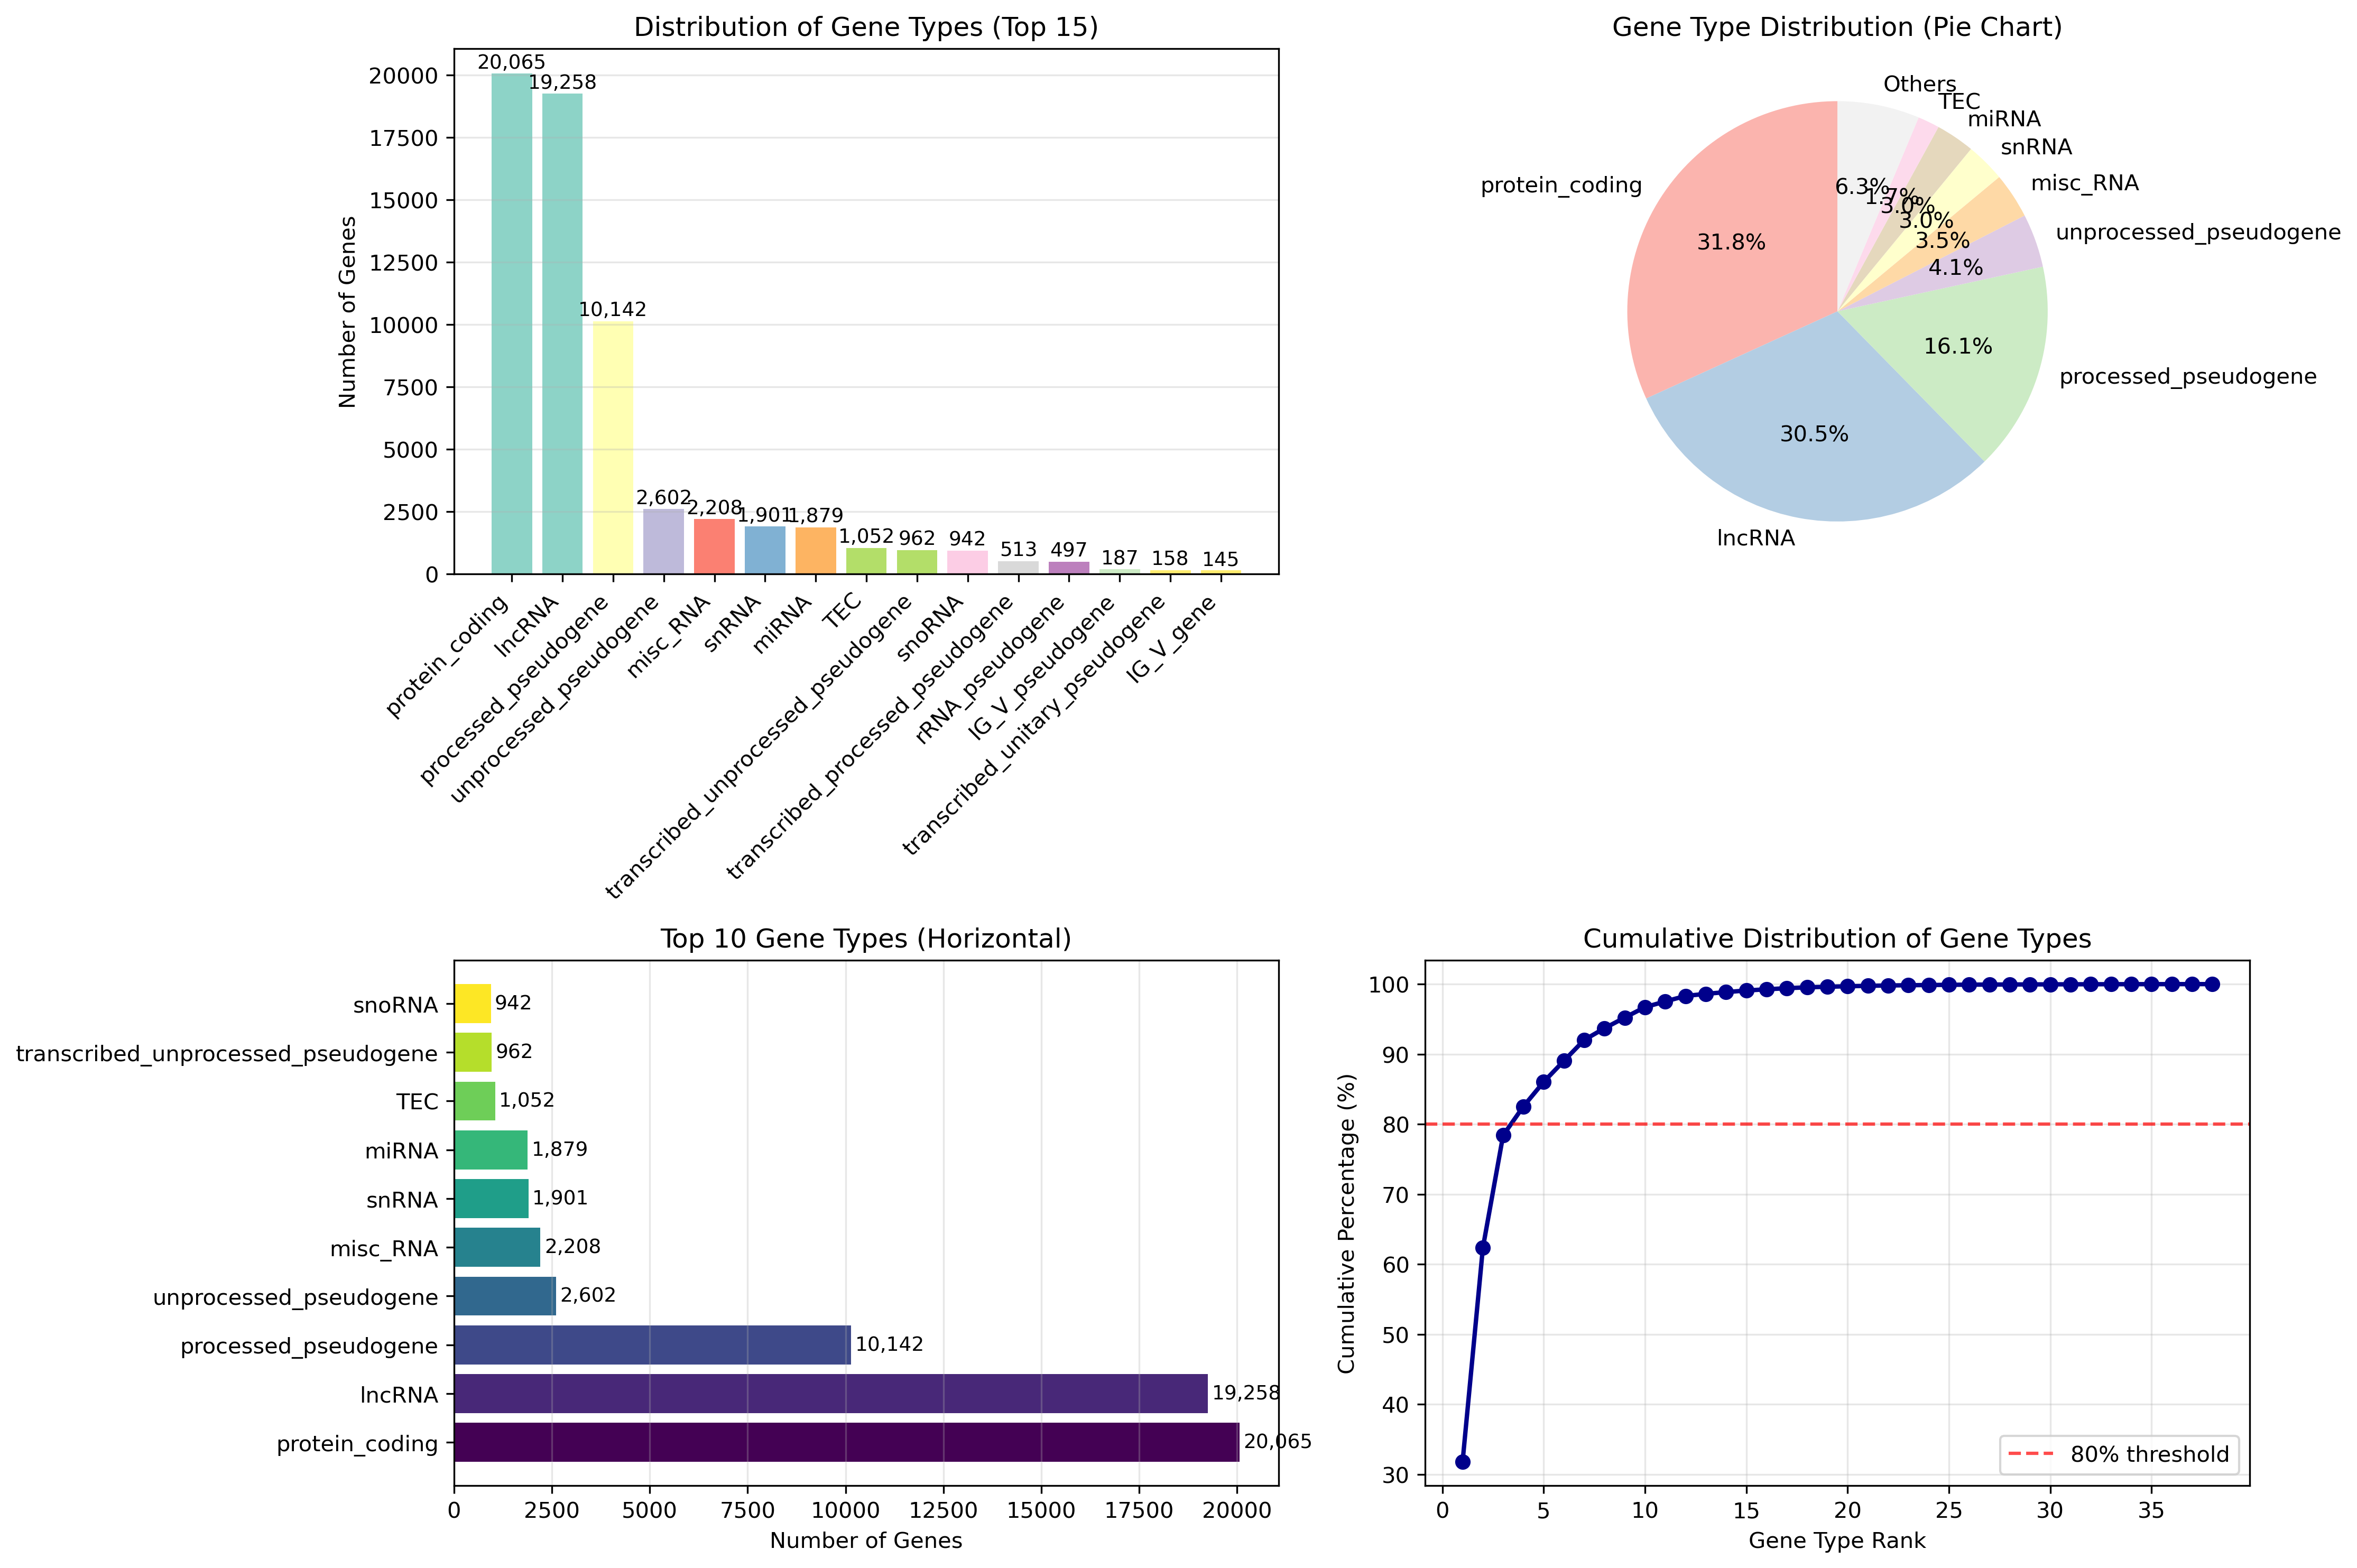 Distribution of Gene Types (Top 15)
Number of Genes
20000
17500
15000
12500
10000
7500
5000
2500
0
20,065
19,258
10,142
2,602
2,208
1,901
1,879
1,052
962
942
513
497
187
158
145
protein_coding
lncRNA
processed_pseudogene
unprocessed_pseudogene
misc_RNA
snRNA
miRNA
TEC
transcribed_unprocessed_pseudogene
snoRNA
transcribed_processed_pseudogene
rRNA_pseudogene
IG_V_pseudogene
transcribed_unitary_pseudogene
IG_V_gene
Gene Type Distribution (Pie Chart)
Others
TEC
miRNA
snRNA
misc_RNA
unprocessed_pseudogene
processed_pseudogene
lncRNA
protein_coding
6.3%
1.7%
3.0%
3.0%
3.5%
4.1%
16.1%
30.5%
31.8%
Top 10 Gene Types (Horizontal)
snoRNA
942
transcribed_unprocessed_pseudogene
962
TEC
1,052
miRNA
1,879
snRNA
1,901
misc_RNA
2,208
unprocessed_pseudogene
2,602
processed_pseudogene
10,142
lncRNA
19,258
protein_coding
20,065
0 2500 5000 7500 10000 12500 15000 17500 20000
Number of Genes
Cumulative Distribution of Gene Types
Cumulative Percentage (%)
100
90
80
70
60
50
40
30
80% threshold
0 5 10 15 20 25 30 35
Gene Type Rank